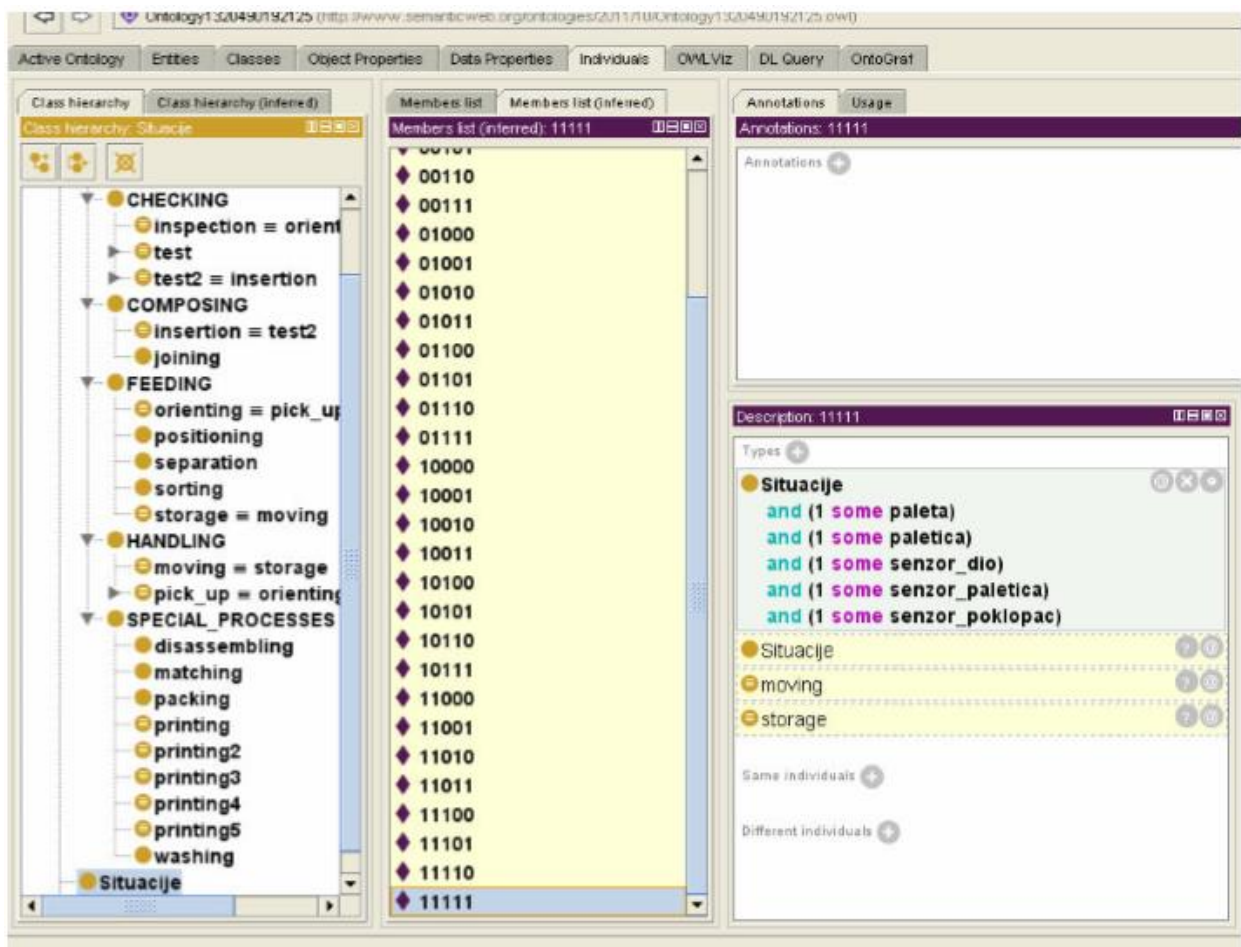 Ontology1320490192125 (http://www.semanticweb.org/ontologies/2011/10/Ontology1320490192125.owl)
Active Ontology Entities Classes Object Properties Data Properties Individuals OWLViz DL Query OntoGraf
Class hierarchy Class hierarchy (inferred)
Class hierarchy: Situacije
CHECKING
inspection ≡ orient
test
test2 ≡ insertion
COMPOSING
insertion ≡ test2
joining
FEEDING
orienting ≡ pick_up
positioning
separation
sorting
storage ≡ moving
HANDLING
moving ≡ storage
pick_up ≡ orienting
SPECIAL_PROCESSES
disassembling
matching
packing
printing
printing2
printing3
printing4
printing5
washing
Situacije
Members list Members list (inferred)
Members list (inferred): 11111
00101
00110
00111
01000
01001
01010
01011
01100
01101
01110
01111
10000
10001
10010
10011
10100
10101
10110
10111
11000
11001
11010
11011
11100
11101
11110
11111
Annotations Usage
Annotations: 11111
Annotations
Description: 11111
Types
Situacije
and (1 some paleta)
and (1 some paletica)
and (1 some senzor_dio)
and (1 some senzor_paletica)
and (1 some senzor_poklopac)
Situacije
moving
storage
Same individuals
Different individuals